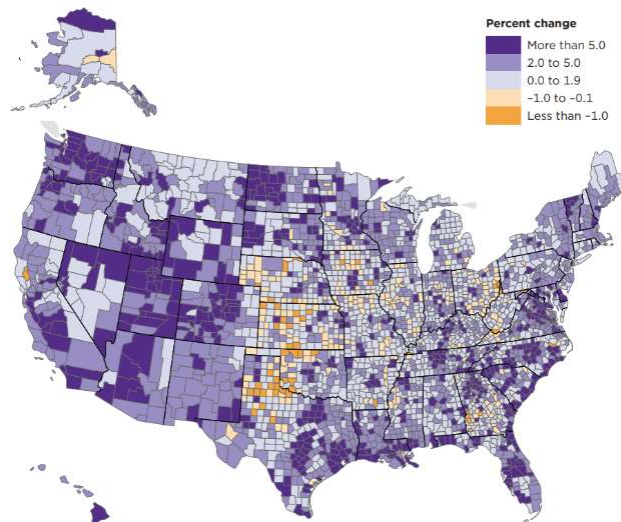 Percent change
More than 5.0
2.0 to 5.0
0.0 to 1.9
-1.0 to -0.1
Less than -1.0